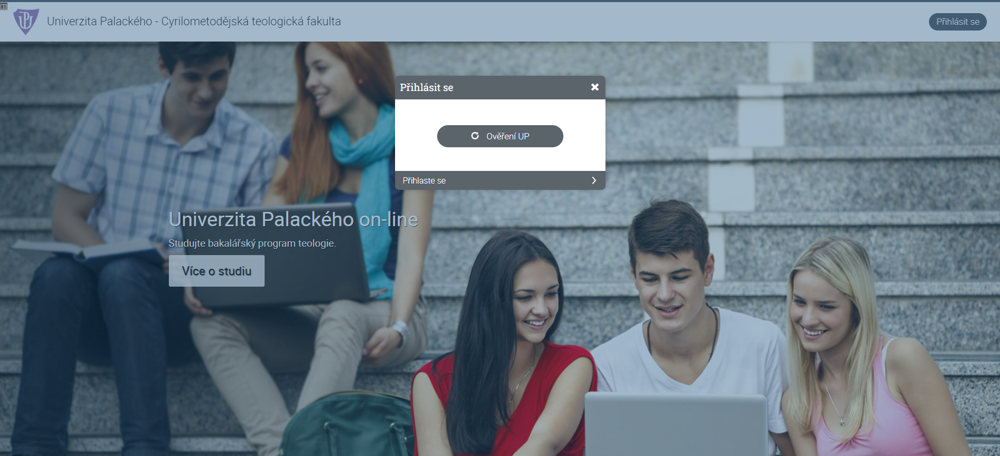 Univerzita Palackého - Cyrilometodějská teologická fakulta
Přihlásit se
Přihlásit se
Ověření UP
Přihlaste se
Univerzita Palackého on-line
Studujte bakalářský program teologie.
Více o studiu